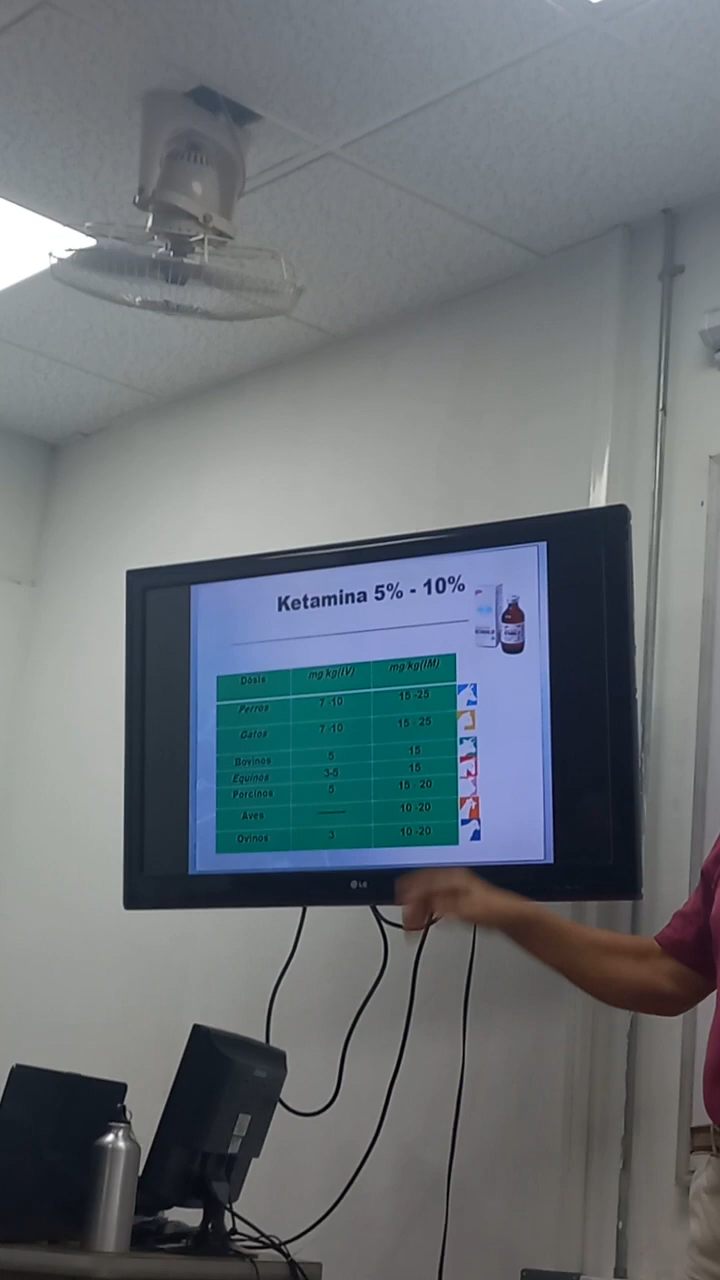 Ketamina 5% - 10%
Dosis mg/kg(IV) mg/kg(IM)
Perros 7 -10 15 -25
Gatos 7 -10 15 - 25
Bovinos 5 15
Equinos 3-5 15
Porcinos 5 15 - 20
Aves 10 -20
Ovinos 3 10 -20
LG